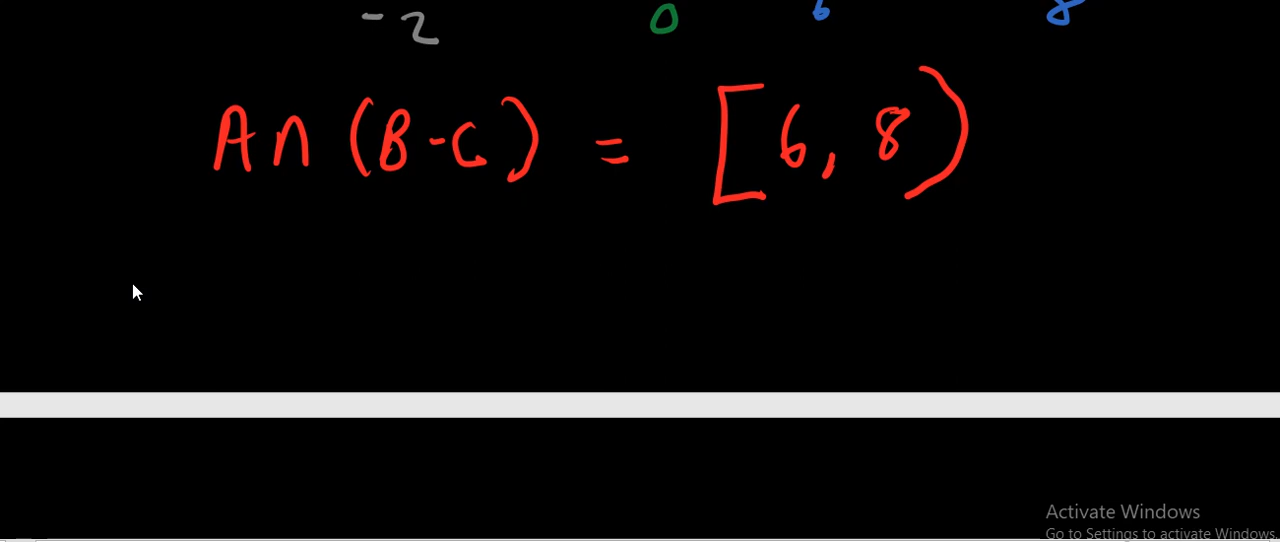 -2 0 6 8
A∩(B-C) = [6, 8)
Activate Windows
Go to Settings to activate Windows.